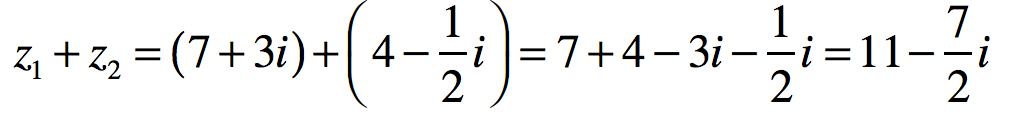 z₁ + z₂ = (7 + 3i) + (4 − 1/2 i) = 7 + 4 − 3i − 1/2 i = 11 − 7/2 i